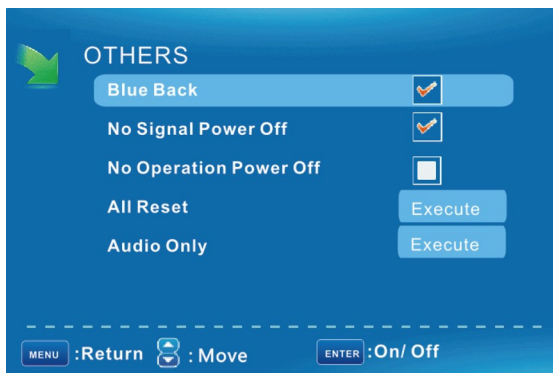 OTHERS
Blue Back
No Signal Power Off
No Operation Power Off
All Reset Execute
Audio Only Execute
MENU :Return : Move ENTER :On/ Off